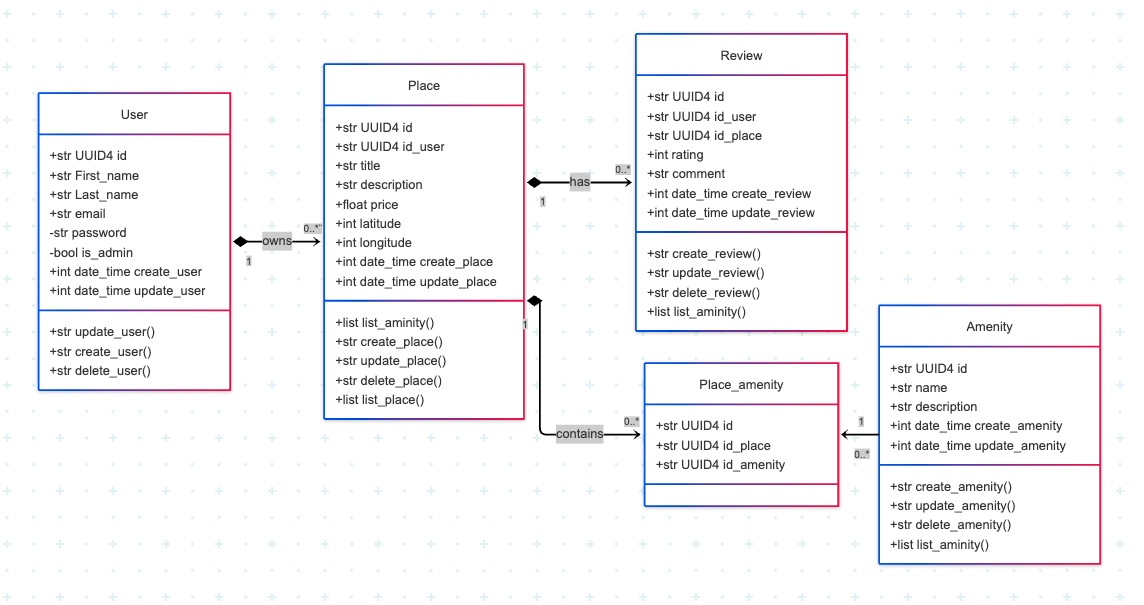 User
+str UUID4 id
+str First_name
+str Last_name
+str email
-str password
-bool is_admin
+int date_time create_user
+int date_time update_user
+str update_user()
+str create_user()
+str delete_user()
owns
1
0..*
Place
+str UUID4 id
+str UUID4 id_user
+str title
+str description
+float price
+int latitude
+int longitude
+int date_time create_place
+int date_time update_place
+list list_aminity()
+str create_place()
+str update_place()
+str delete_place()
+list list_place()
has
1
0..*
Review
+str UUID4 id
+str UUID4 id_user
+str UUID4 id_place
+int rating
+str comment
+int date_time create_review
+int date_time update_review
+str create_review()
+str update_review()
+str delete_review()
+list list_aminity()
1
contains
0..*
Place_amenity
+str UUID4 id
+str UUID4 id_place
+str UUID4 id_amenity
1
0..*
Amenity
+str UUID4 id
+str name
+str description
+int date_time create_amenity
+int date_time update_amenity
+str create_amenity()
+str update_amenity()
+str delete_amenity()
+list list_aminity()